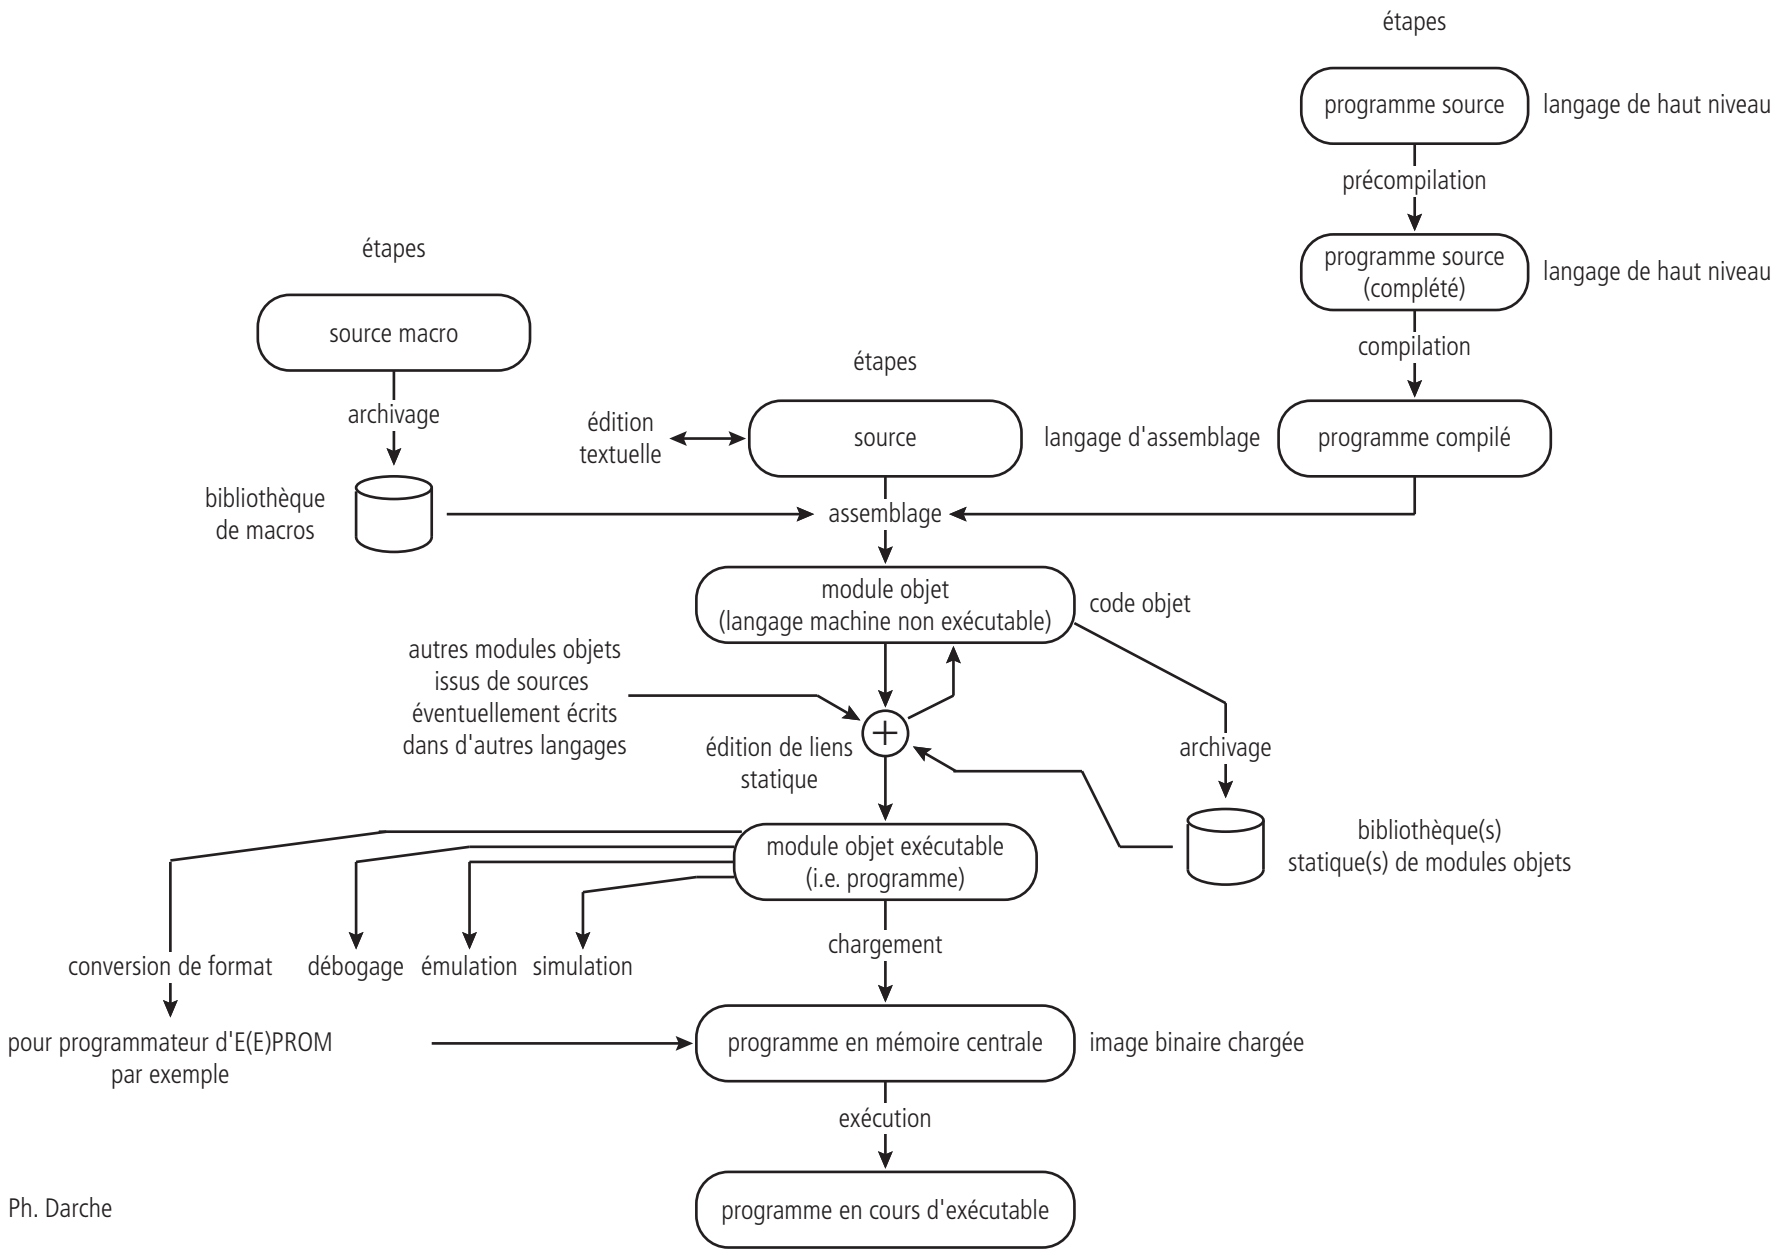 étapes
programme source
langage de haut niveau
précompilation
étapes
programme source
(complété)
langage de haut niveau
source macro
compilation
étapes
archivage
édition
textuelle
source
langage d'assemblage
programme compilé
bibliothèque
de macros
assemblage
module objet
(langage machine non exécutable)
code objet
autres modules objets
issus de sources
éventuellement écrits
dans d'autres langages
+
édition de liens
statique
archivage
module objet exécutable
(i.e. programme)
bibliothèque(s)
statique(s) de modules objets
chargement
conversion de format
débogage
émulation
simulation
pour programmateur d'E(E)PROM
par exemple
programme en mémoire centrale
image binaire chargée
exécution
Ph. Darche
programme en cours d'exécutable